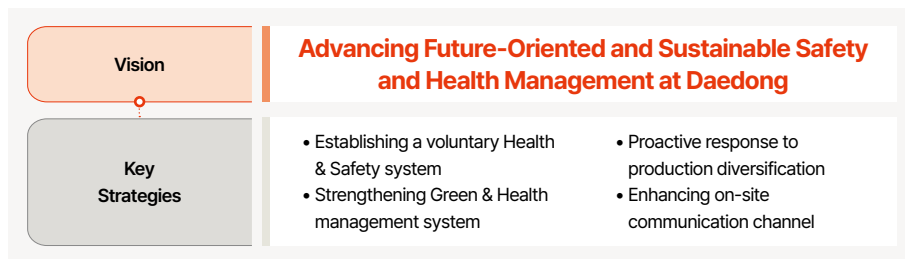 Vision
Advancing Future-Oriented and Sustainable Safety
and Health Management at Daedong
Key
Strategies
• Establishing a voluntary Health
& Safety system
• Strengthening Green & Health
management system
• Proactive response to
production diversification
• Enhancing on-site
communication channel